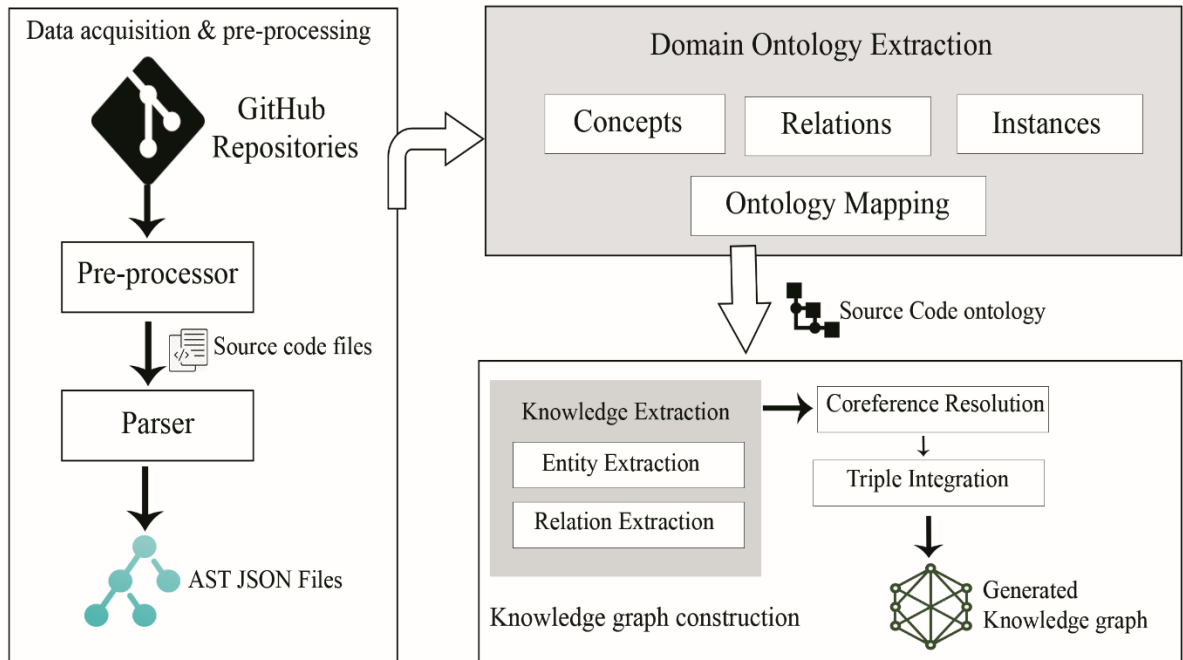 Data acquisition & pre-processing
GitHub
Repositories
Pre-processor
Source code files
Parser
AST JSON Files
Domain Ontology Extraction
Concepts
Relations
Instances
Ontology Mapping
Source Code ontology
Knowledge Extraction
Entity Extraction
Relation Extraction
Coreference Resolution
Triple Integration
Generated
Knowledge graph
Knowledge graph construction